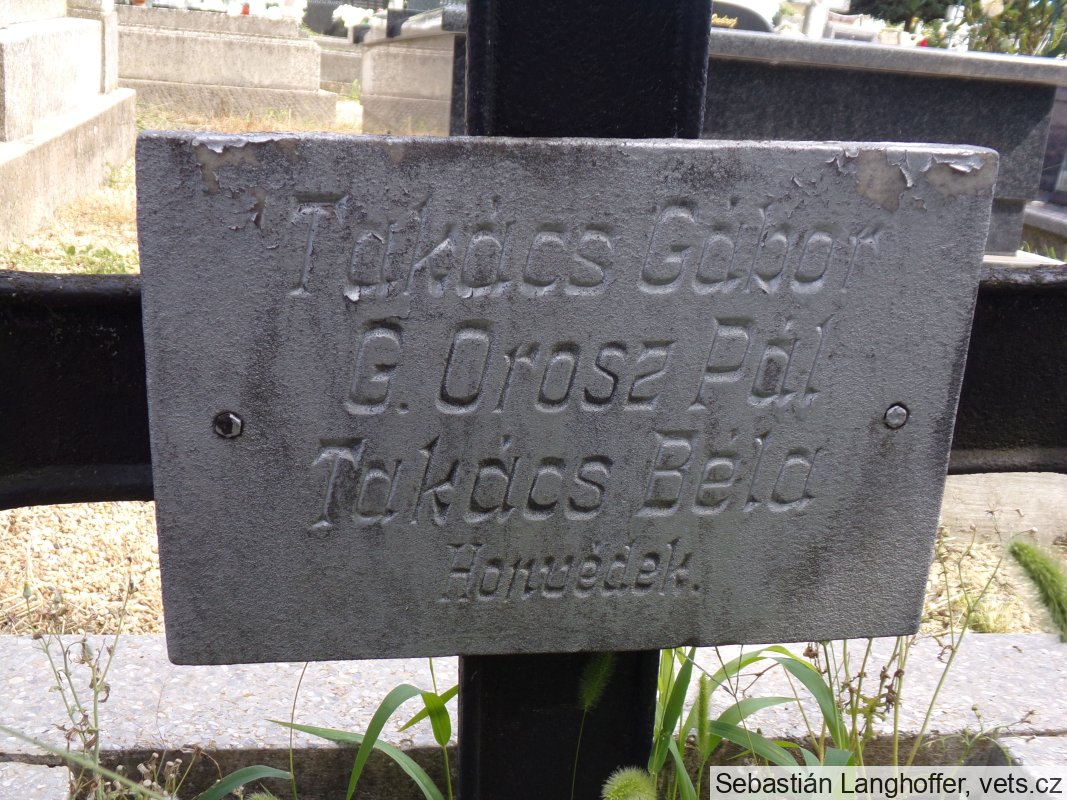 Takács Gábor
G. Orosz Pál
Takács Béla
Honvédek.
Sebastián Langhoffer, vets.cz